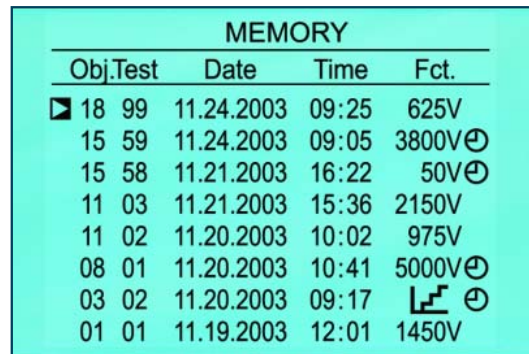 MEMORY
Obj.Test Date Time Fct.
18 99 11.24.2003 09:25 625V
15 59 11.24.2003 09:05 3800V
15 58 11.21.2003 16:22 50V
11 03 11.21.2003 15:36 2150V
11 02 11.20.2003 10:02 975V
08 01 11.20.2003 10:41 5000V
03 02 11.20.2003 09:17
01 01 11.19.2003 12:01 1450V